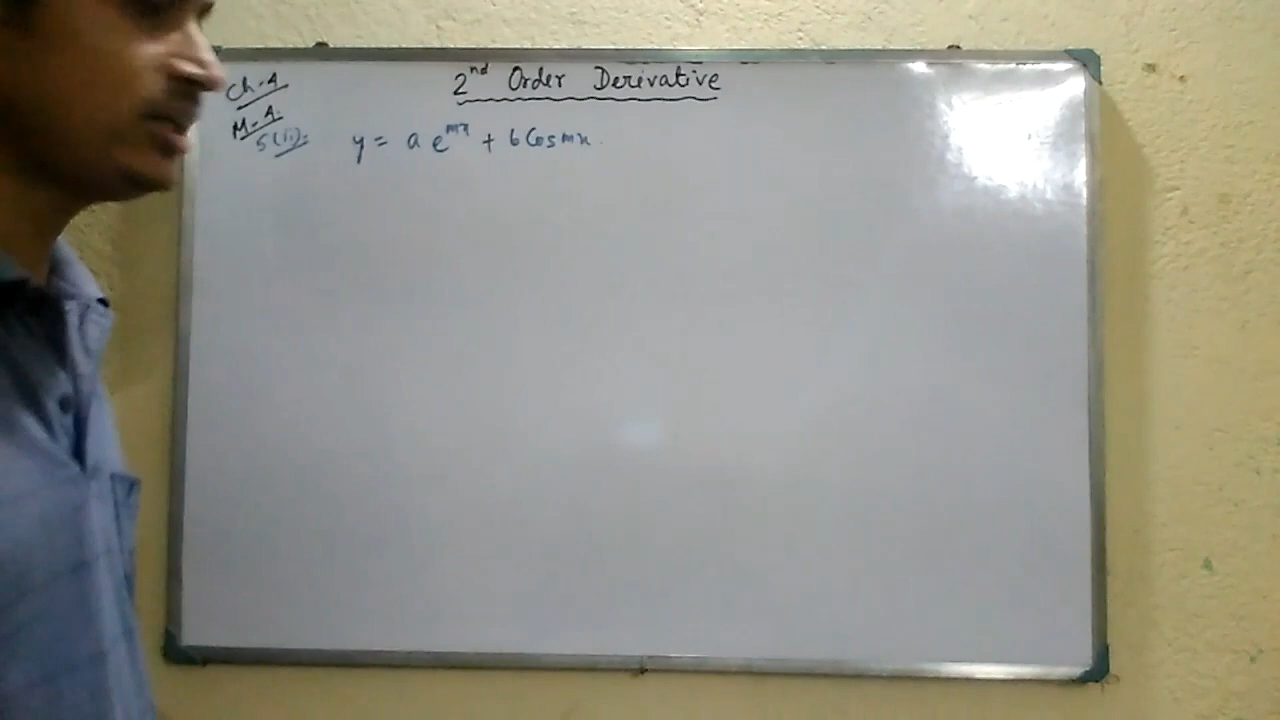 2nd Order Derivative
Ch-4
M-A.
5(ii).
y = a e^mx + b Cos mx.